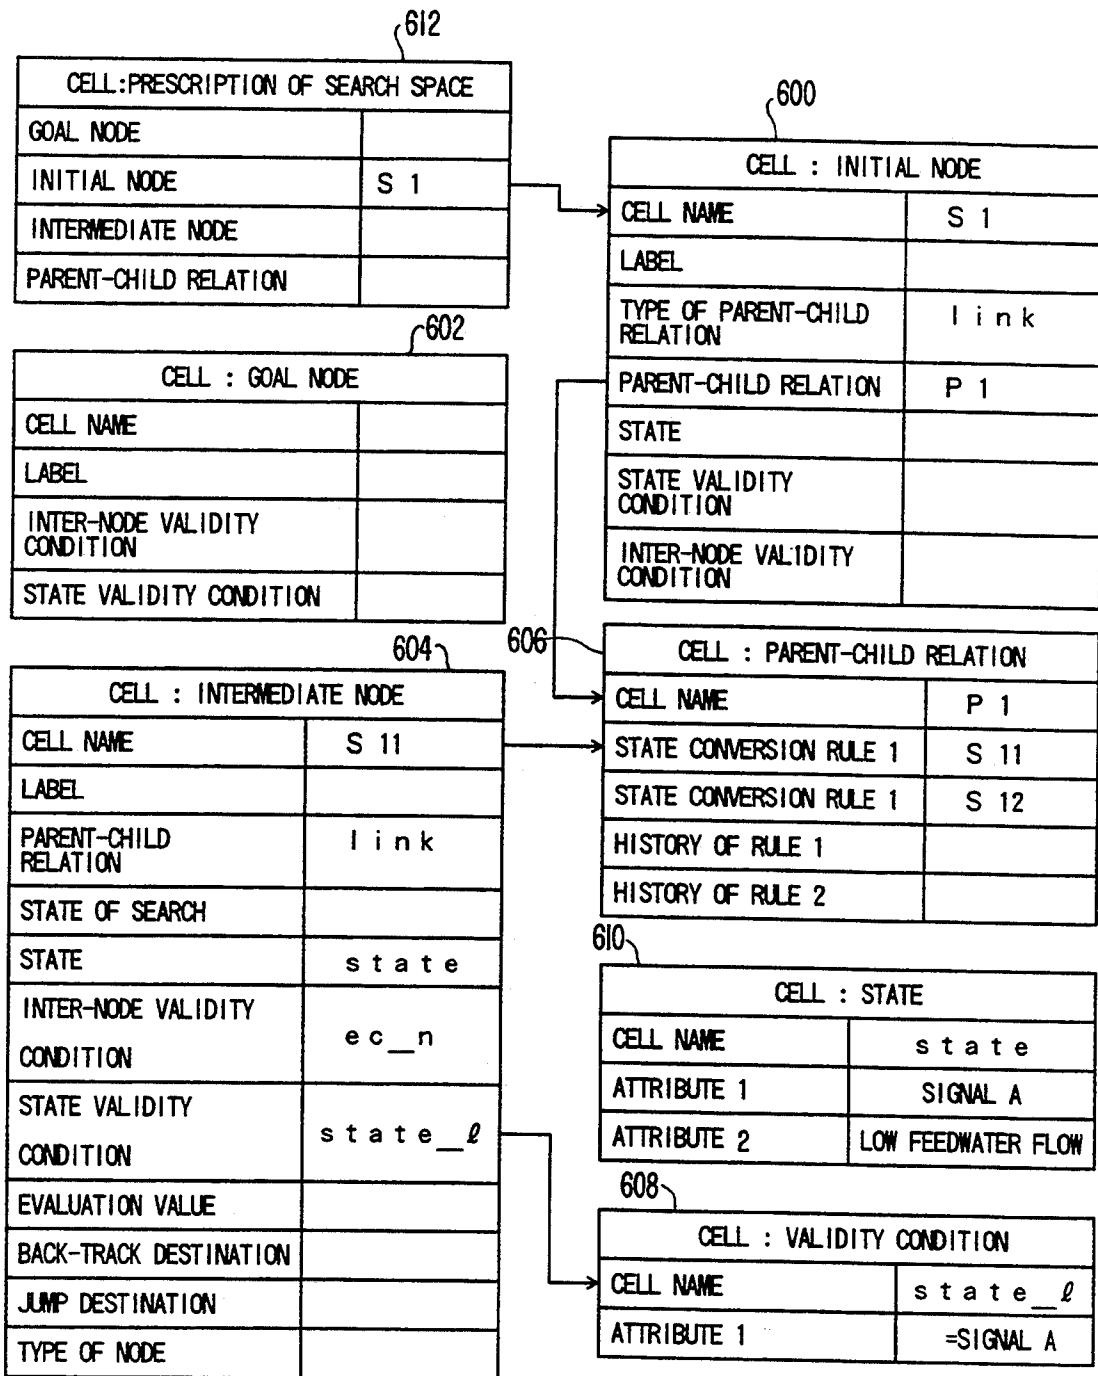 612
CELL:PRESCRIPTION OF SEARCH SPACE
GOAL NODE
INITIAL NODE S 1
INTERMEDIATE NODE
PARENT-CHILD RELATION
602
CELL : GOAL NODE
CELL NAME
LABEL
INTER-NODE VALIDITY
CONDITION
STATE VALIDITY CONDITION
604
CELL : INTERMEDIATE NODE
CELL NAME S 11
LABEL
PARENT-CHILD
RELATION
link
STATE OF SEARCH
STATE state
INTER-NODE VALIDITY
CONDITION
ec_n
STATE VALIDITY
CONDITION
state_ℓ
EVALUATION VALUE
BACK-TRACK DESTINATION
JUMP DESTINATION
TYPE OF NODE
600
CELL : INITIAL NODE
CELL NAME S 1
LABEL
TYPE OF PARENT-CHILD
RELATION
link
PARENT-CHILD RELATION P 1
STATE
STATE VALIDITY
CONDITION
INTER-NODE VALIDITY
CONDITION
606
CELL : PARENT-CHILD RELATION
CELL NAME P 1
STATE CONVERSION RULE 1 S 11
STATE CONVERSION RULE 1 S 12
HISTORY OF RULE 1
HISTORY OF RULE 2
610
CELL : STATE
CELL NAME state
ATTRIBUTE 1 SIGNAL A
ATTRIBUTE 2 LOW FEEDWATER FLOW
608
CELL : VALIDITY CONDITION
CELL NAME state_ℓ
ATTRIBUTE 1 =SIGNAL A